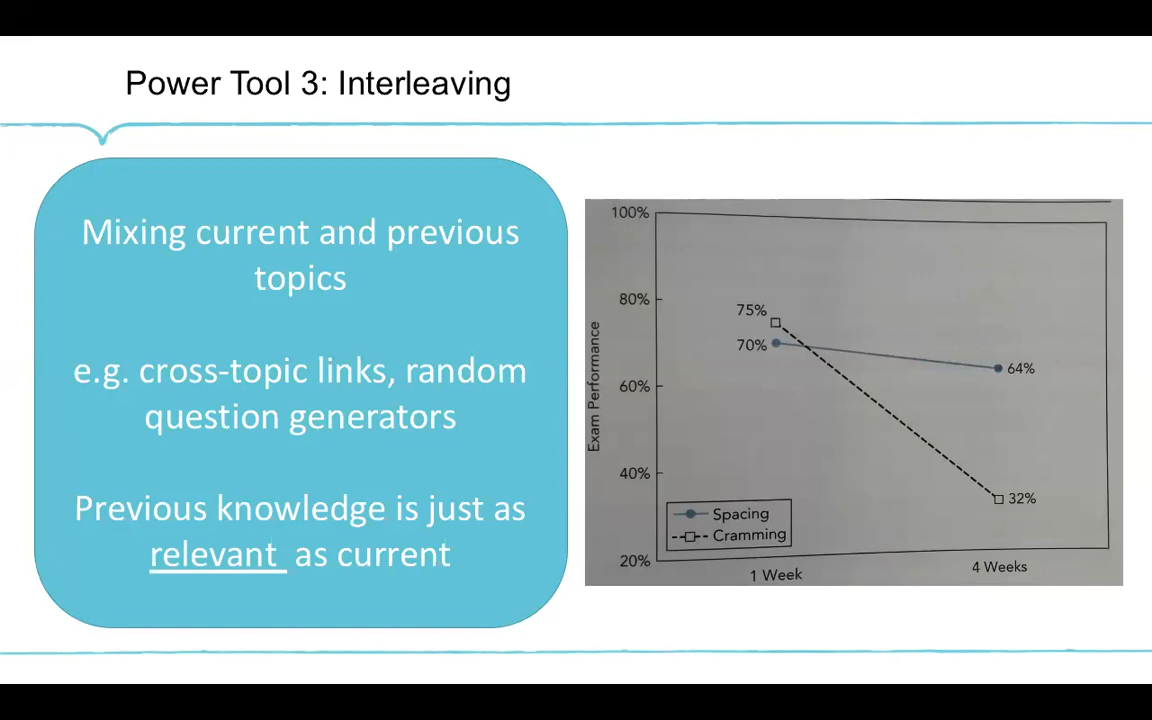 Power Tool 3: Interleaving
Mixing current and previous
topics
e.g. cross-topic links, random
question generators
Previous knowledge is just as
relevant as current
100%
80%
60%
40%
20%
Exam Performance
75%
70%
64%
32%
Spacing
Cramming
1 Week
4 Weeks